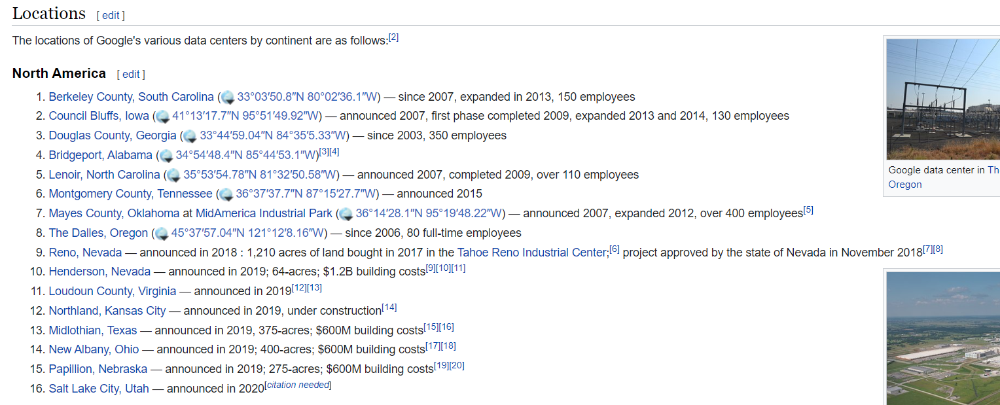 Locations [ edit ]
The locations of Google's various data centers by continent are as follows:[2]
North America [ edit ]
1. Berkeley County, South Carolina (33°03′50.8″N 80°02′36.1″W) — since 2007, expanded in 2013, 150 employees
2. Council Bluffs, Iowa (41°13′17.7″N 95°51′49.92″W) — announced 2007, first phase completed 2009, expanded 2013 and 2014, 130 employees
3. Douglas County, Georgia (33°44′59.04″N 84°35′5.33″W) — since 2003, 350 employees
4. Bridgeport, Alabama (34°54′48.4″N 85°44′53.1″W)[3][4]
5. Lenoir, North Carolina (35°53′54.78″N 81°32′50.58″W) — announced 2007, completed 2009, over 110 employees
6. Montgomery County, Tennessee (36°37′37.7″N 87°15′27.7″W) — announced 2015
7. Mayes County, Oklahoma at MidAmerica Industrial Park (36°14′28.1″N 95°19′48.22″W) — announced 2007, expanded 2012, over 400 employees[5]
8. The Dalles, Oregon (45°37′57.04″N 121°12′8.16″W) — since 2006, 80 full-time employees
9. Reno, Nevada — announced in 2018 : 1,210 acres of land bought in 2017 in the Tahoe Reno Industrial Center;[6] project approved by the state of Nevada in November 2018[7][8]
10. Henderson, Nevada — announced in 2019; 64-acres; $1.2B building costs[9][10][11]
11. Loudoun County, Virginia — announced in 2019[12][13]
12. Northland, Kansas City — announced in 2019, under construction[14]
13. Midlothian, Texas — announced in 2019, 375-acres; $600M building costs[15][16]
14. New Albany, Ohio — announced in 2019; 400-acres; $600M building costs[17][18]
15. Papillion, Nebraska — announced in 2019; 275-acres; $600M building costs[19][20]
16. Salt Lake City, Utah — announced in 2020[citation needed]
Google data center in Th
Oregon